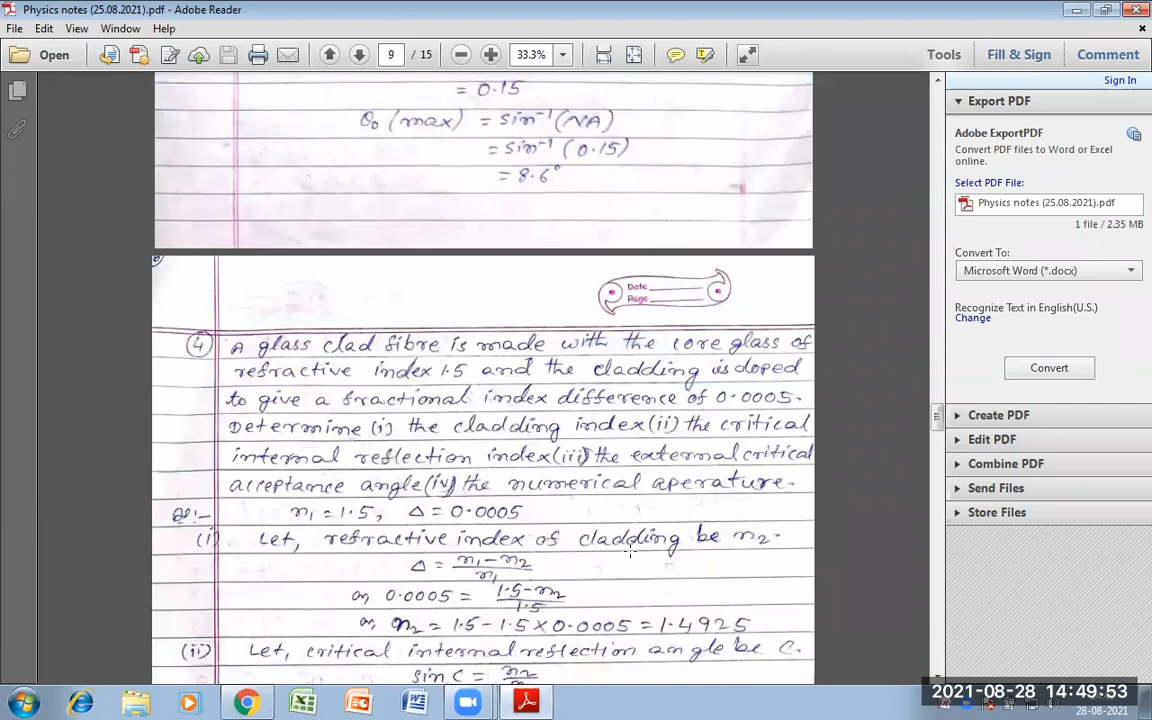 Physics notes (25.08.2021).pdf - Adobe Reader
File Edit View Window Help
Open 9 / 15 33.3% Tools Fill & Sign Comment
Sign In
Export PDF
Adobe ExportPDF
Convert PDF files to Word or Excel
online.
Select PDF File:
Physics notes (25.08.2021).pdf
1 file / 2.35 MB
Convert To:
Microsoft Word (*.docx)
Recognize Text in English(U.S.)
Change
Convert
Create PDF
Edit PDF
Combine PDF
Send Files
Store Files
= 0.15
θ₀ (max) = sin⁻¹ (NA)
= sin⁻¹ (0.15)
= 8.6°
Date
Page
④ A glass clad fibre is made with the core glass of
refractive index 1.5 and the cladding is doped
to give a fractional index difference of 0.0005.
Determine (i) the cladding index (ii) the critical
internal reflection index (iii) the external critical
acceptance angle (iv) the numerical aperature.
n₁ = 1.5, Δ = 0.0005
(i) Let, refractive index of cladding be n₂.
Δ = n₁-n₂/n₁
or, 0.0005 = 1.5-n₂/1.5
or, n₂ = 1.5 - 1.5 × 0.0005 = 1.4925
(ii) Let, critical internal reflection angle be C.
sin C = n₂
2021-08-28 14:49:53
28-08-2021